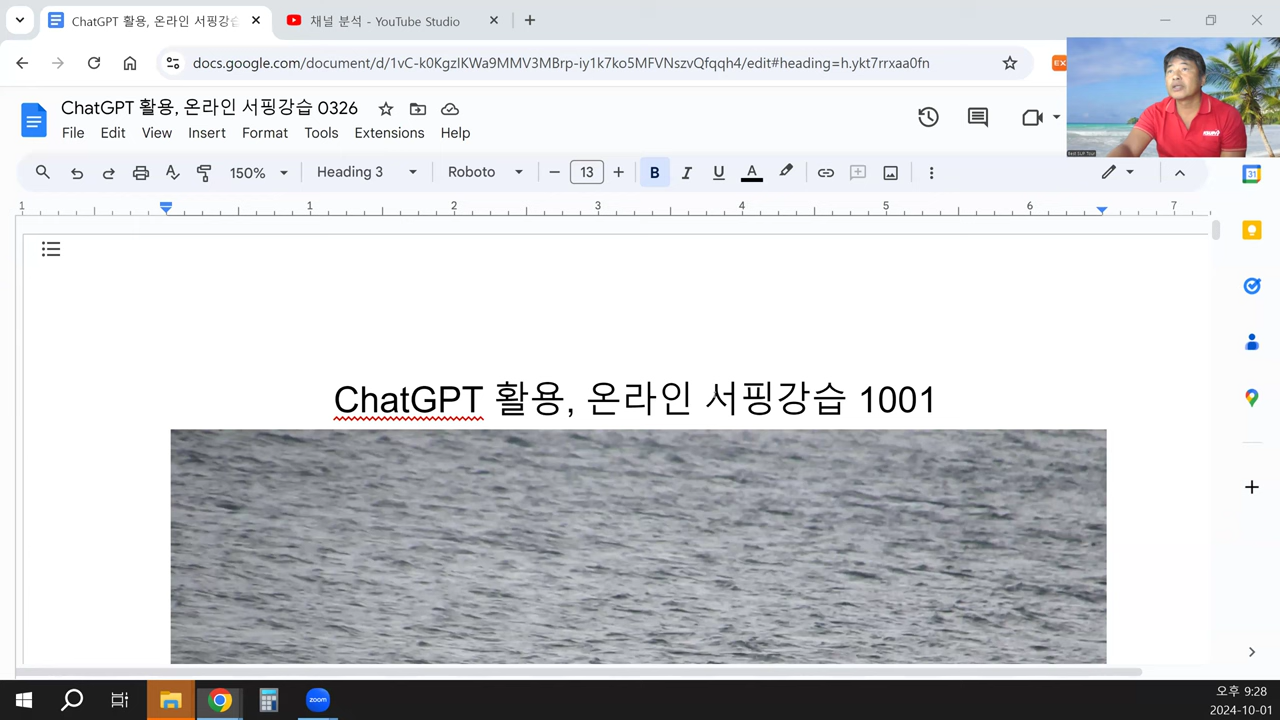 ChatGPT 활용, 온라인 서핑강습
채널 분석 - YouTube Studio
docs.google.com/document/d/1vC-k0KgzIKWa9MMV3MBrp-iy1k7ko5MFVNszvQfqqh4/edit#heading=h.ykt7rrxaa0fn
EX
ChatGPT 활용, 온라인 서핑강습 0326
File Edit View Insert Format Tools Extensions Help
150% Heading 3 Roboto 13 B I U A
31
1 1 2 3 4 5 6 7
ChatGPT 활용, 온라인 서핑강습 1001
zoom
오후 9:28
2024-10-01